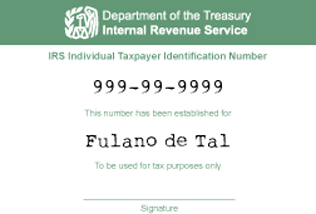 Department of the Treasury
Internal Revenue Service
IRS Individual Taxpayer Identification Number
999-99-9999
This number has been established for
Fulano de Tal
To be used for tax purposes only
Signature